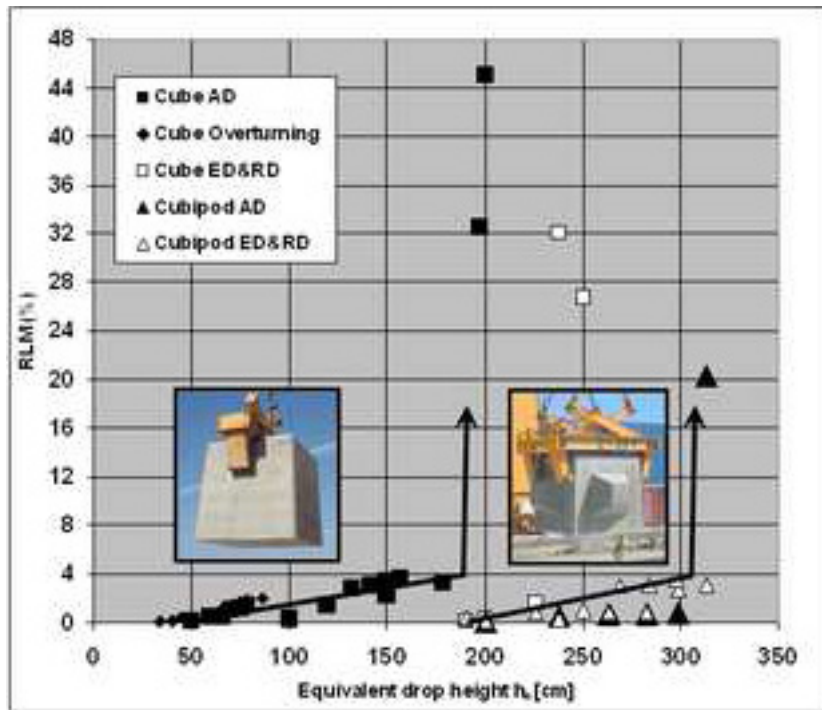 48
44
40
36
32
28
24
20
16
12
8
4
0
RLM (%)
Cube AD
Cube Overturning
Cube ED&RD
Cubipod AD
Cubipod ED&RD
0 50 100 150 200 250 300 350
Equivalent drop height hₑ [cm]